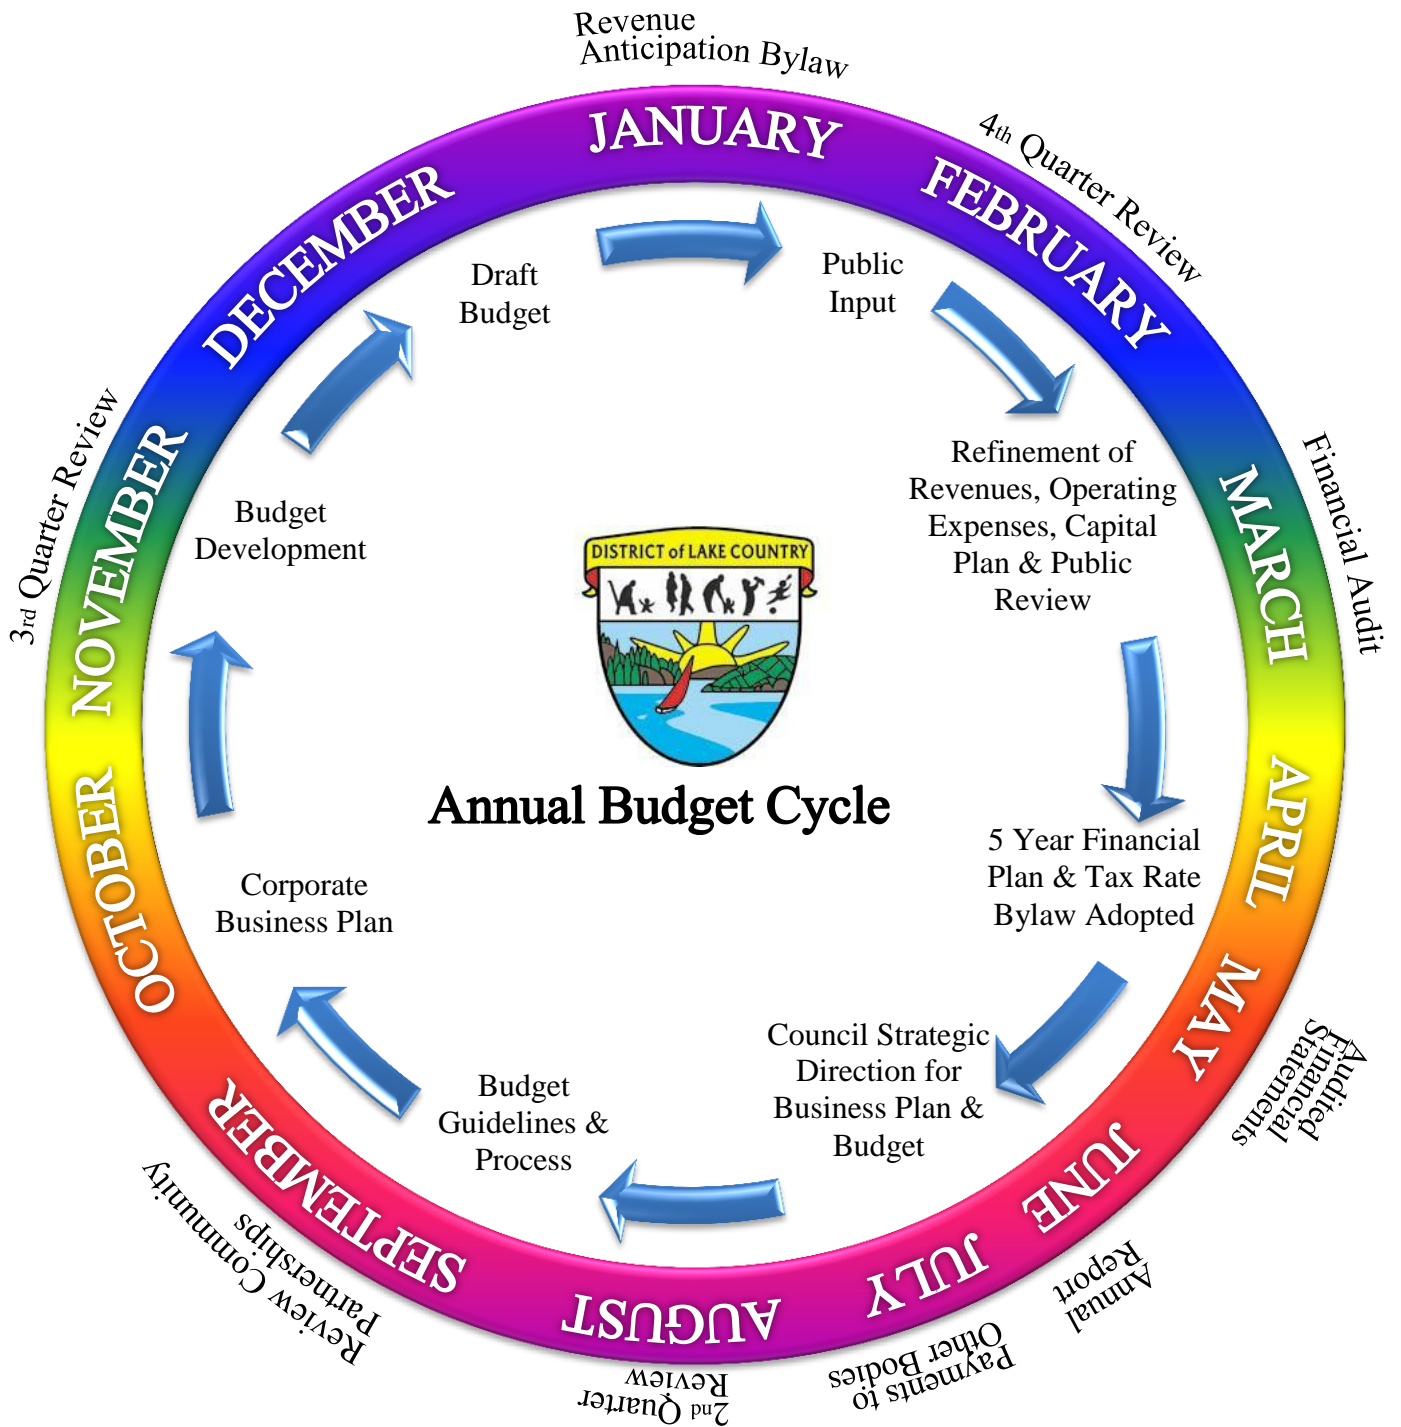 Revenue
Anticipation Bylaw
JANUARY
4th Quarter Review
FEBRUARY
Financial Audit
MARCH
APRIL
Audited
Financial
Statements
MAY
Annual
Report
JUNE
Payments to
Other Bodies
JULY
2nd Quarter
Review
AUGUST
Review Community
Partnerships
SEPTEMBER
OCTOBER
3rd Quarter Review
NOVEMBER
DECEMBER
Draft
Budget
Public
Input
Refinement of
Revenues, Operating
Expenses, Capital
Plan & Public
Review
5 Year Financial
Plan & Tax Rate
Bylaw Adopted
Council Strategic
Direction for
Business Plan &
Budget
Budget
Guidelines &
Process
Corporate
Business Plan
Budget
Development
DISTRICT of LAKE COUNTRY
Annual Budget Cycle